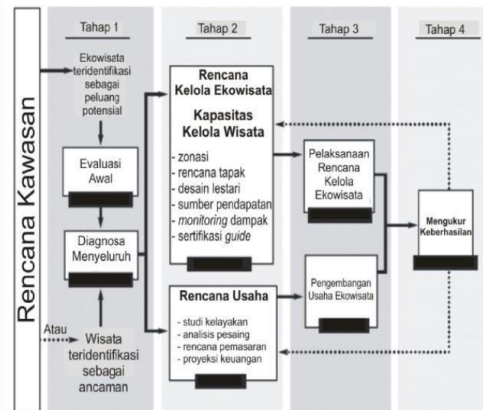 Rencana Kawasan
Tahap 1
Ekowisata
teridentifikasi
sebagai
peluang
potensial
Evaluasi
Awal
Diagnosa
Menyeluruh
Atau
Wisata
teridentifikasi
sebagai
ancaman
Tahap 2
Rencana
Kelola Ekowisata
Kapasitas
Kelola Wisata
- zonasi
- rencana tapak
- desain lestari
- sumber pendapatan
- monitoring dampak
- sertifikasi guide
Rencana Usaha
- studi kelayakan
- analisis pesaing
- rencana pemasaran
- proyeksi keuangan
Tahap 3
Pelaksanaan
Rencana
Kelola
Ekowisata
Pengembangan
Usaha Ekowisata
Tahap 4
Mengukur
Keberhasilan